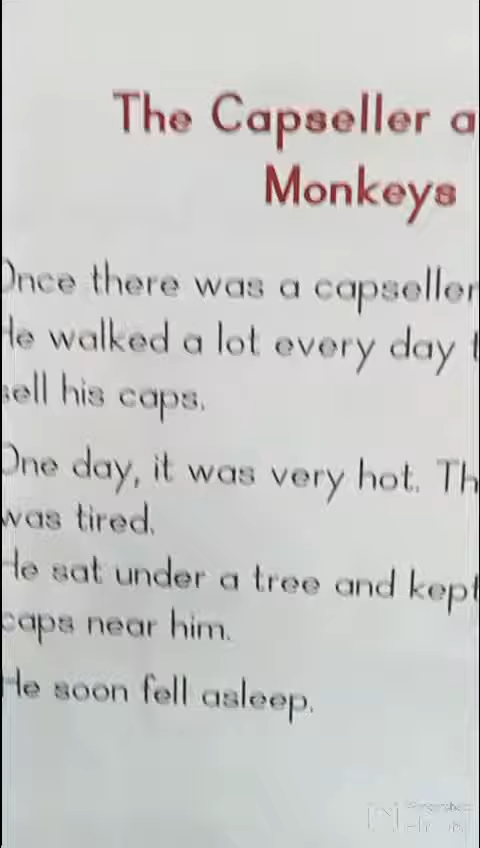 The Capseller a
Monkeys
Once there was a capseller
He walked a lot every day t
sell his caps.
One day, it was very hot. Th
was tired.
He sat under a tree and kept
caps near him.
He soon fell asleep.